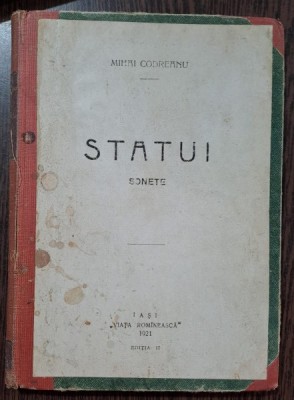 MIHAI CODREANU
STATUI
SONETE
IAȘI
„VIAȚA ROMÎNEASCĂ"
1921